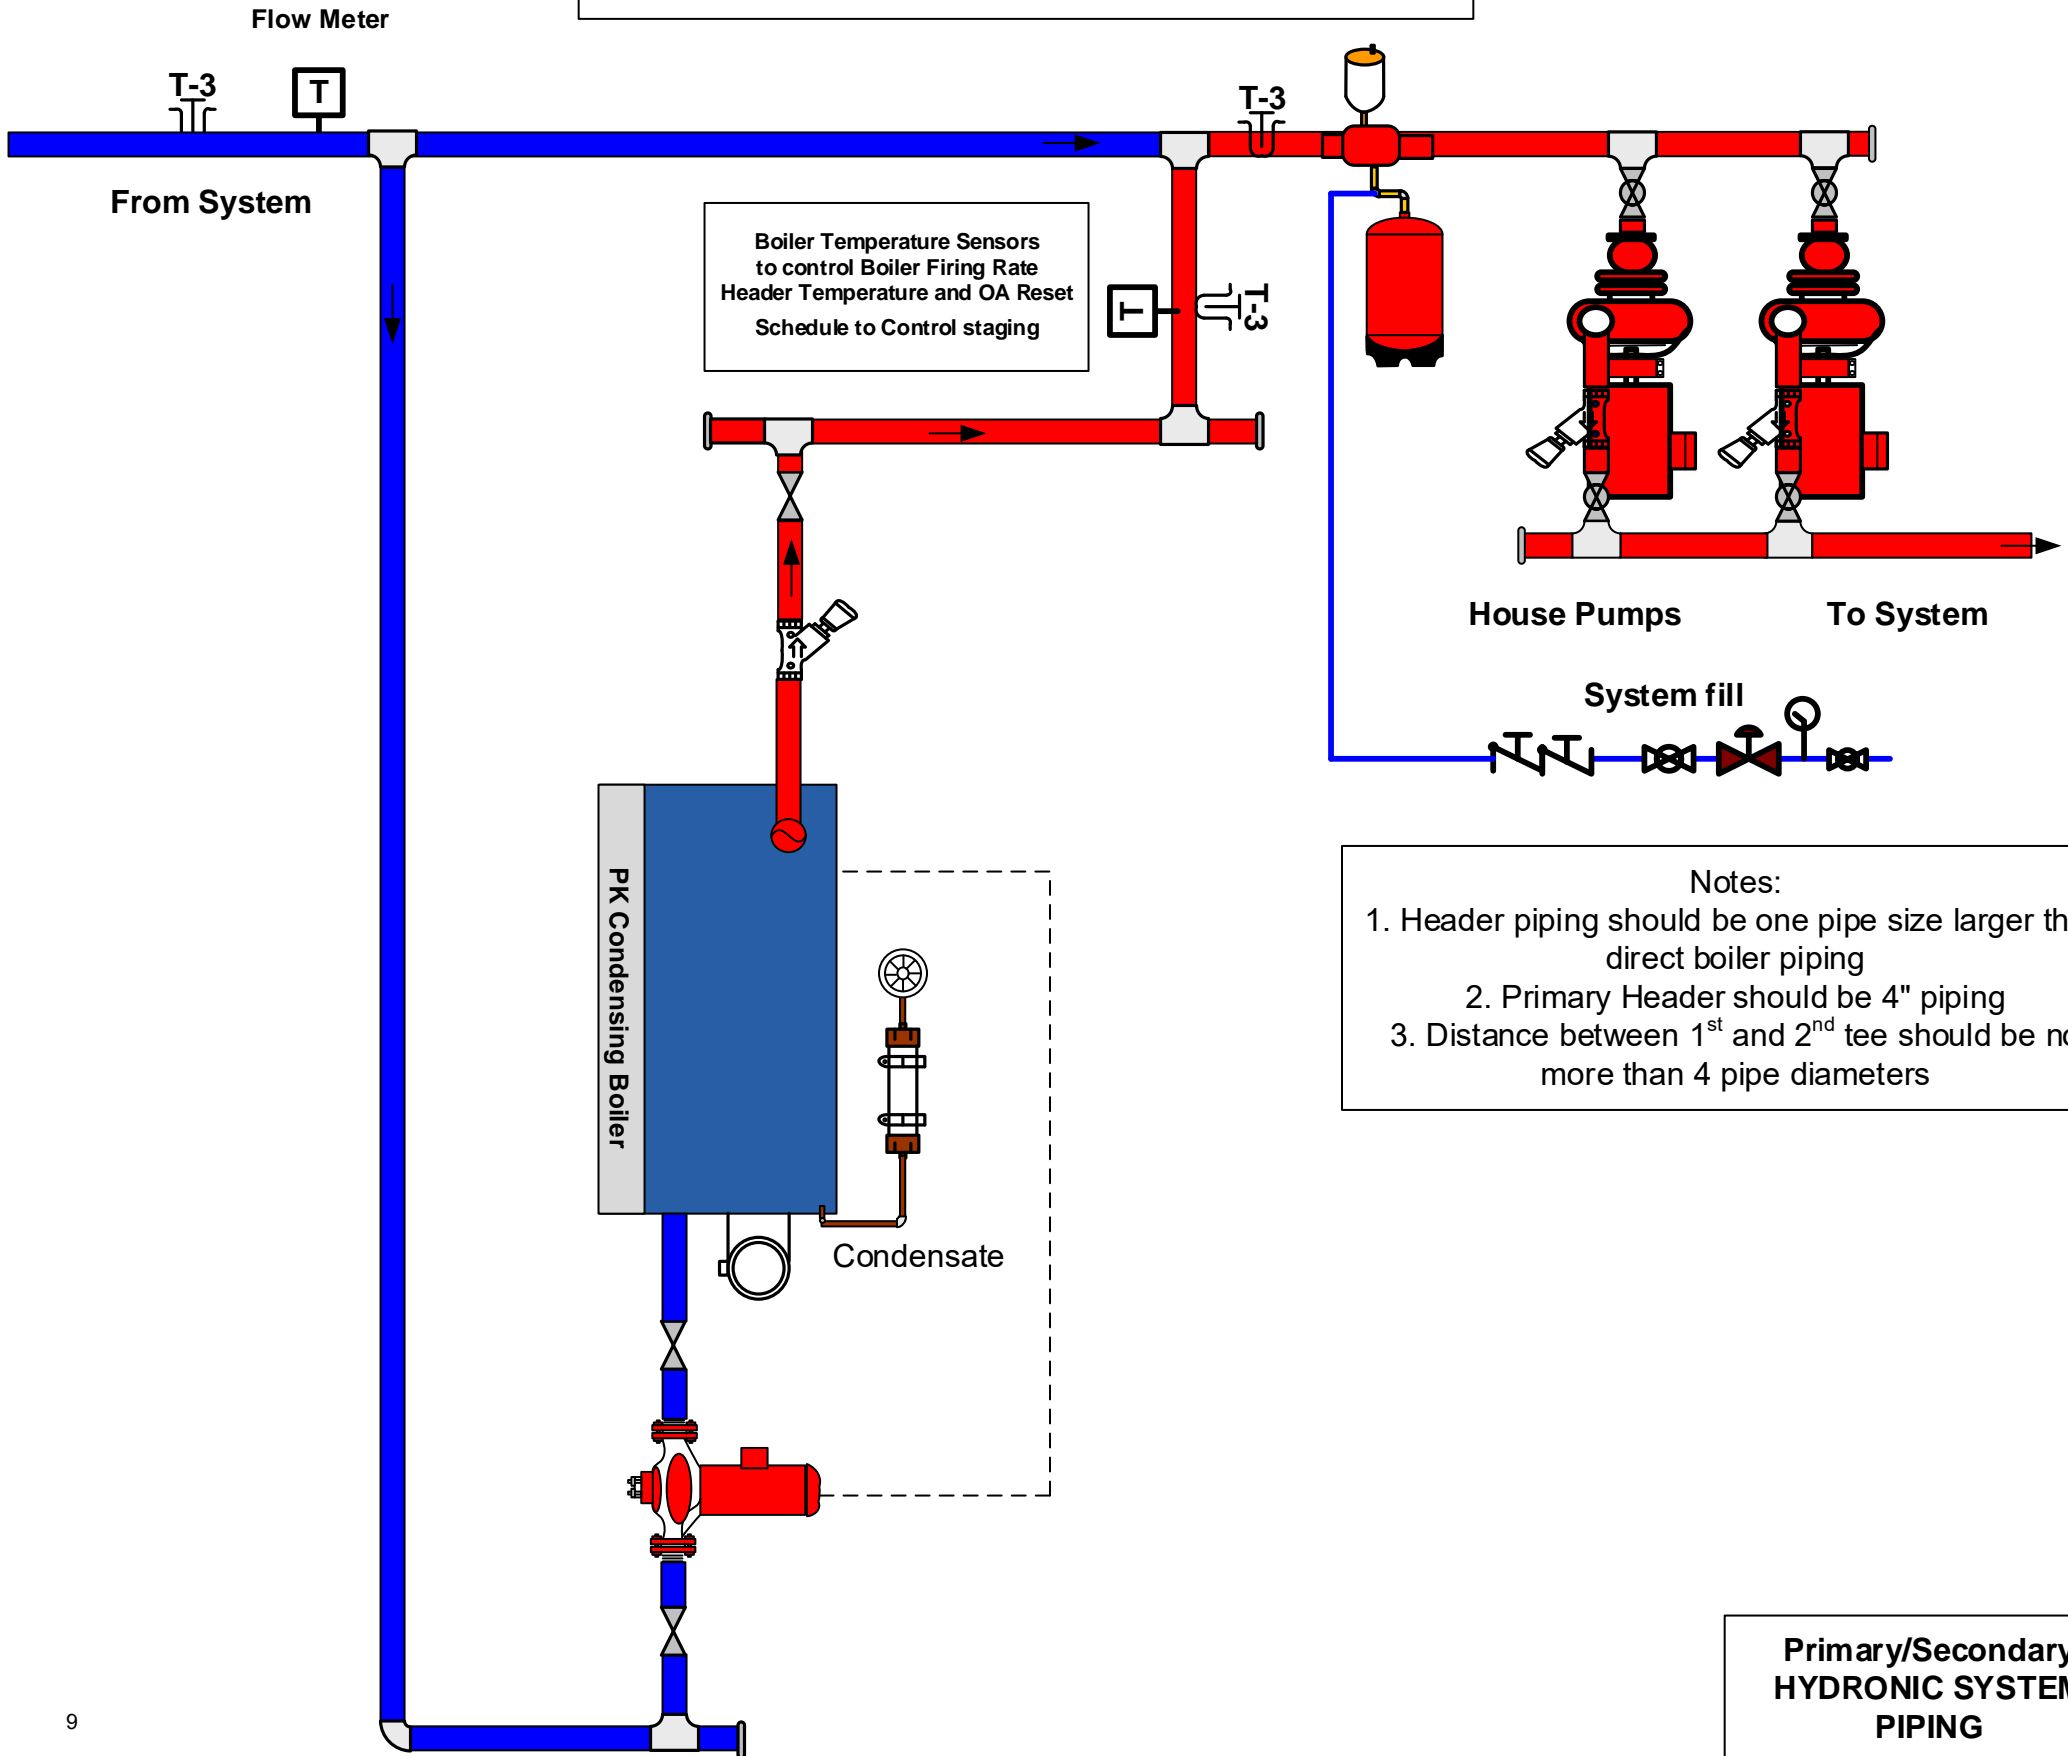 Flow Meter
T-3
T
T-3
From System
Boiler Temperature Sensors
to control Boiler Firing Rate
Header Temperature and OA Reset
Schedule to Control staging
T
T-3
House Pumps
To System
System fill
PK Condensing Boiler
Notes:
1. Header piping should be one pipe size larger th
direct boiler piping
2. Primary Header should be 4" piping
3. Distance between 1st and 2nd tee should be no
more than 4 pipe diameters
Condensate
Primary/Secondary
HYDRONIC SYSTEM
PIPING
9